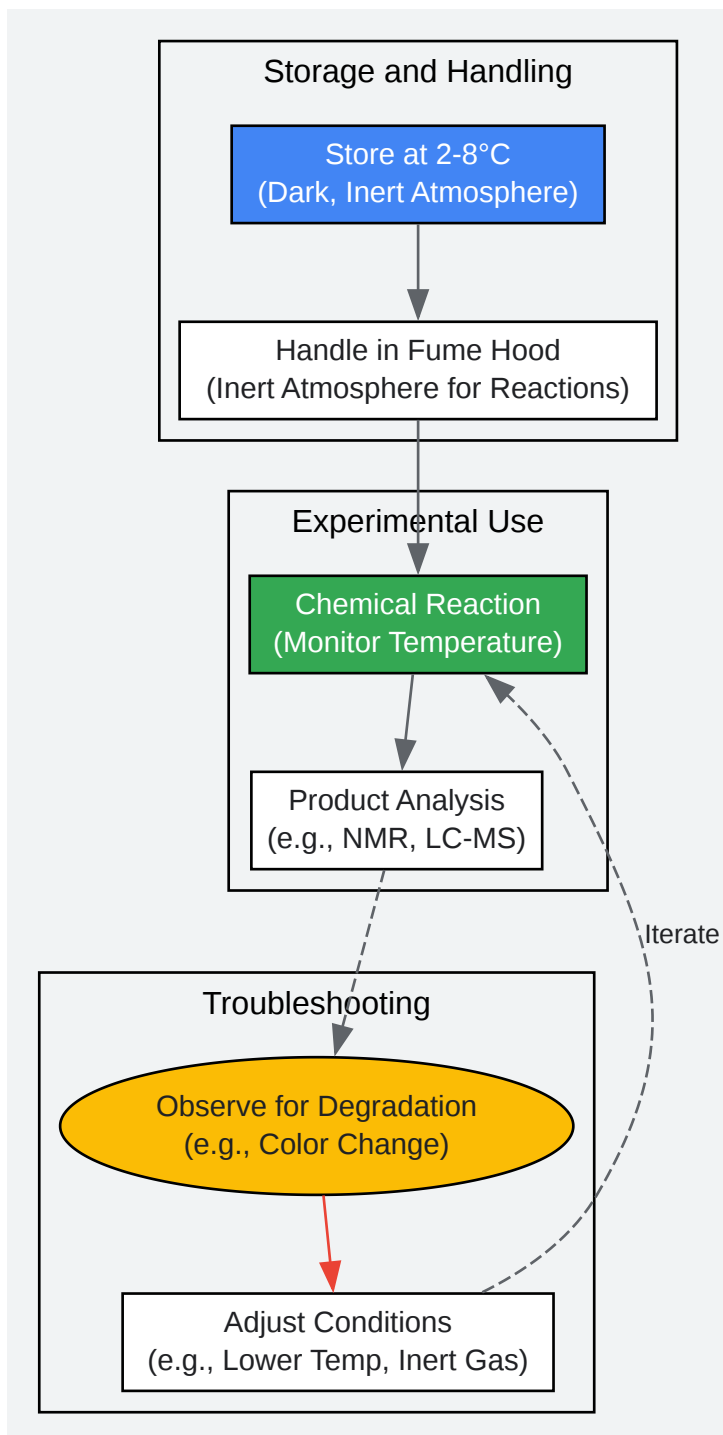 Storage and Handling
Store at 2-8°C
(Dark, Inert Atmosphere)
Handle in Fume Hood
(Inert Atmosphere for Reactions)
Experimental Use
Chemical Reaction
(Monitor Temperature)
Product Analysis
(e.g., NMR, LC-MS)
Iterate
Troubleshooting
Observe for Degradation
(e.g., Color Change)
Adjust Conditions
(e.g., Lower Temp, Inert Gas)